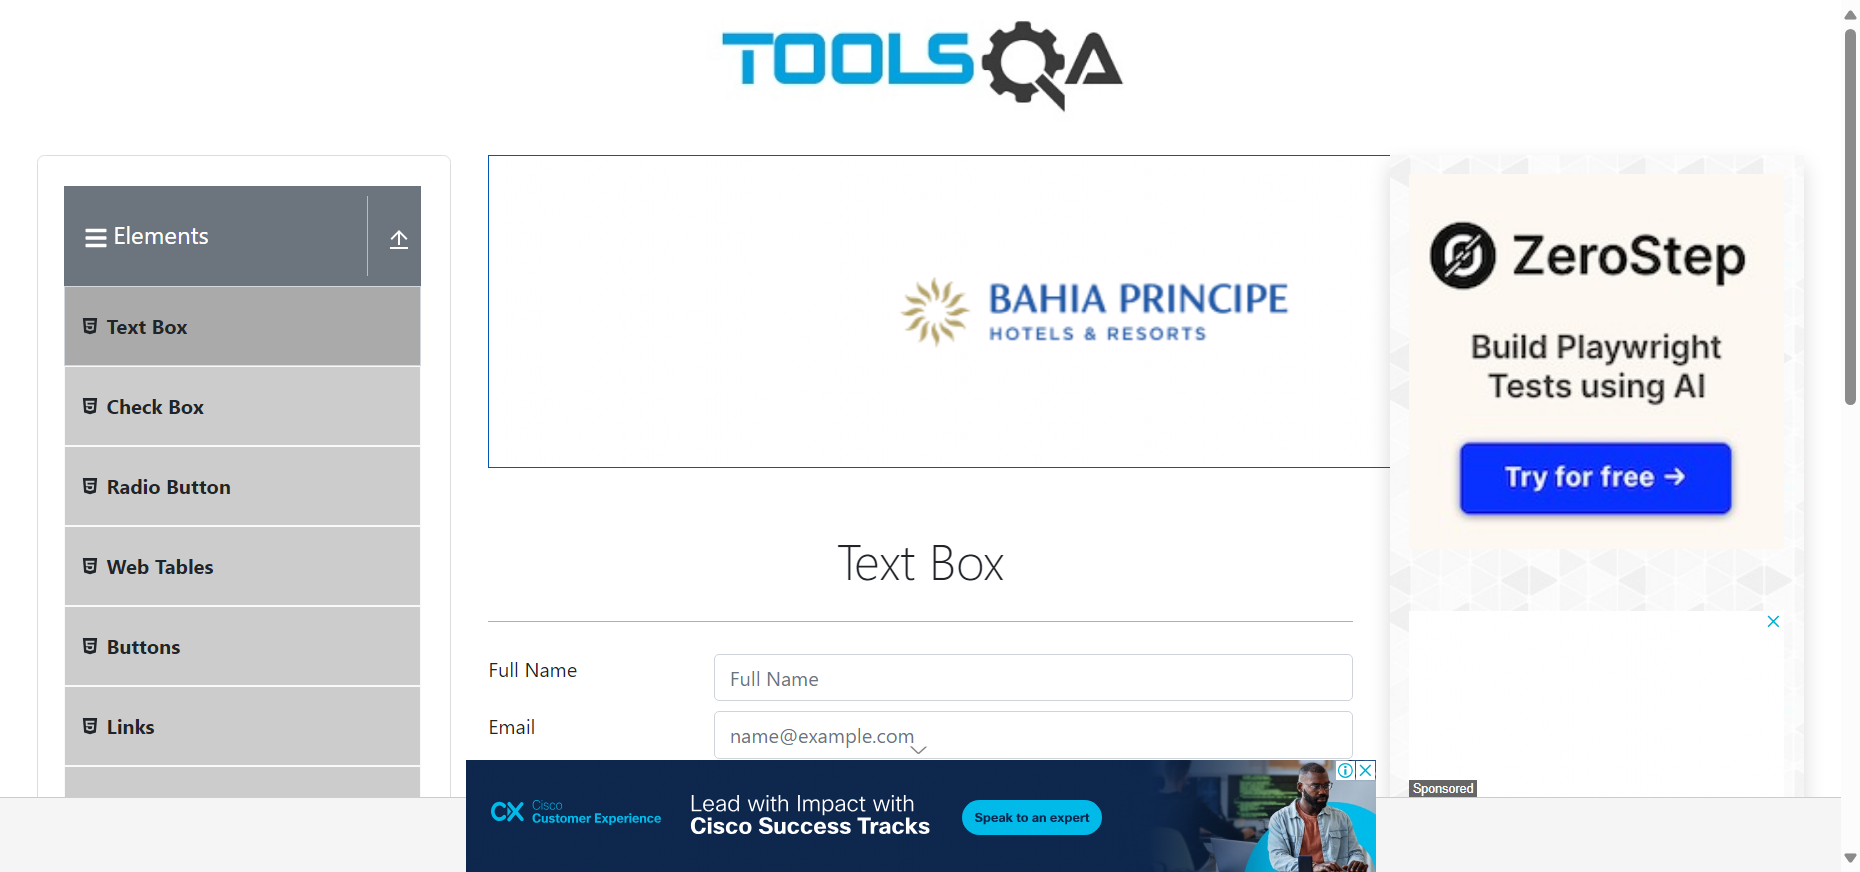 TOOLSQA
Elements
Text Box
Check Box
Radio Button
Web Tables
Buttons
Links
BAHIA PRINCIPE
HOTELS & RESORTS
Text Box
Full Name
Full Name
Email
name@example.com
ZeroStep
Build Playwright
Tests using AI
Try for free →
Sponsored
CX Cisco
Customer Experience
Lead with Impact with
Cisco Success Tracks
Speak to an expert